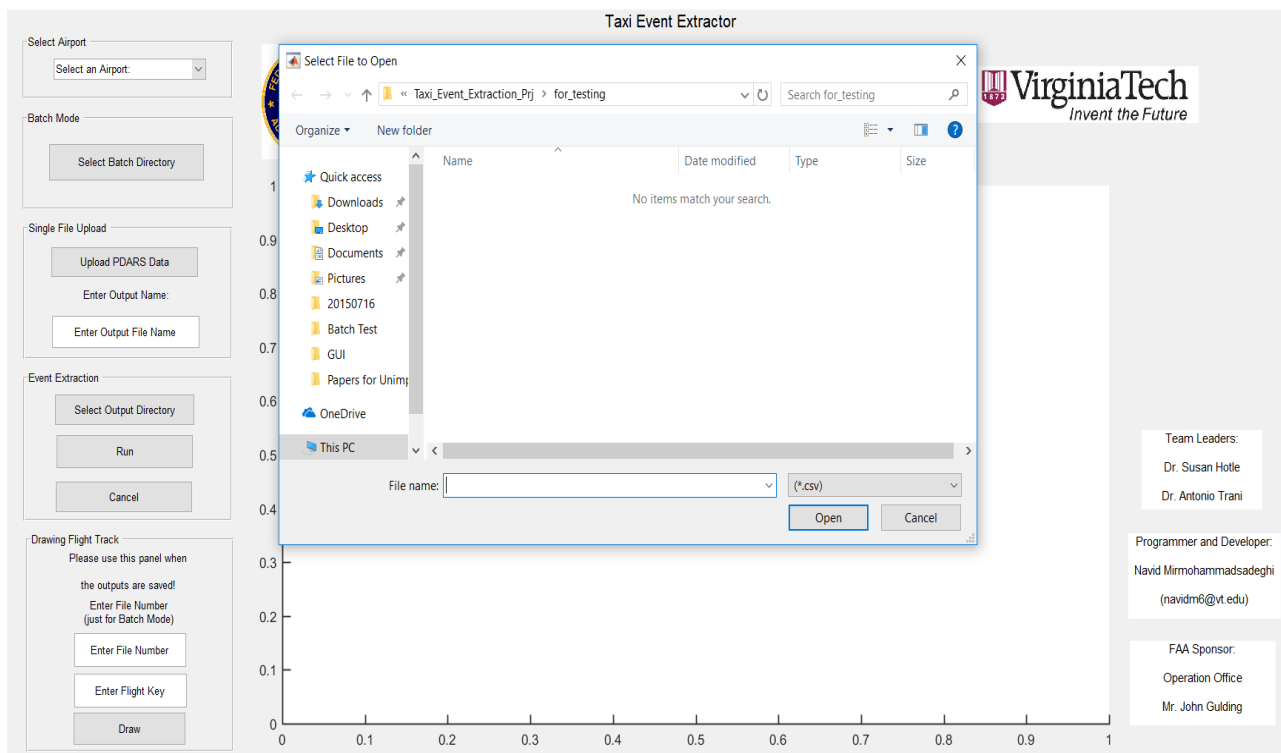 Taxi Event Extractor
Select Airport
Select an Airport:
Batch Mode
Select Batch Directory
Single File Upload
Upload PDARS Data
Enter Output Name:
Enter Output File Name
Event Extraction
Select Output Directory
Run
Cancel
Drawing Flight Track
Please use this panel when
the outputs are saved!
Enter File Number
(just for Batch Mode)
Enter File Number
Enter Flight Key
Draw
Select File to Open
« Taxi_Event_Extraction_Prj > for_testing
Search for_testing
Organize
New folder
Name
Date modified
Type
Size
No items match your search.
Quick access
Downloads
Desktop
Documents
Pictures
20150716
Batch Test
GUI
Papers for Unimp
OneDrive
This PC
File name:
(*.csv)
Open
Cancel
1872
VirginiaTech
Invent the Future
1
0.9
0.8
0.7
0.6
0.5
0.4
0.3
0.2
0.1
0
0 0.1 0.2 0.3 0.4 0.5 0.6 0.7 0.8 0.9 1
Team Leaders:
Dr. Susan Hotle
Dr. Antonio Trani
Programmer and Developer:
Navid Mirmohammadsadeghi
(navidm6@vt.edu)
FAA Sponsor:
Operation Office
Mr. John Gulding